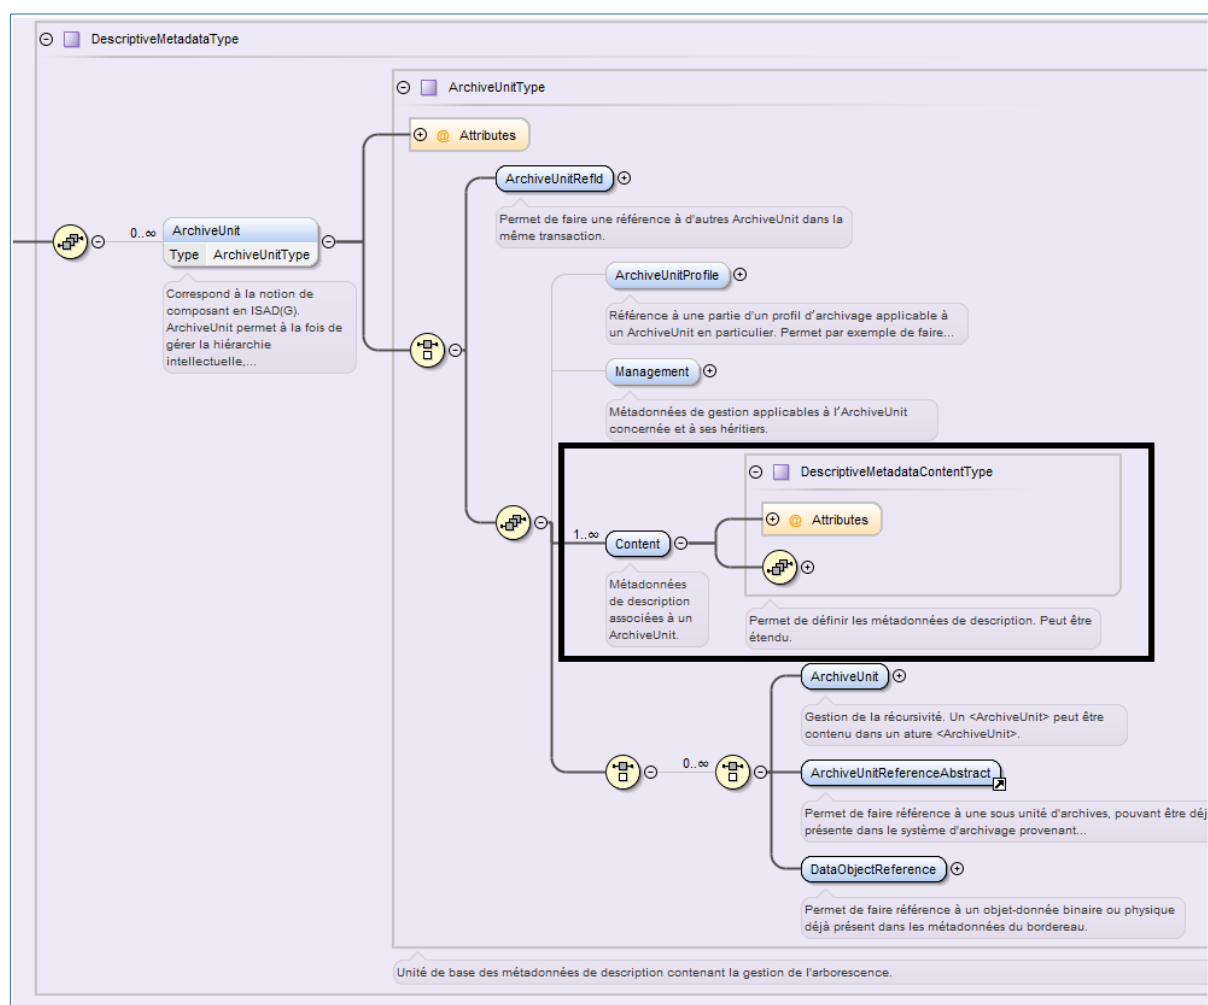 DescriptiveMetadataType
ArchiveUnitType
@ Attributes
ArchiveUnitRefId
Permet de faire une référence à d'autres ArchiveUnit dans la
même transaction.
0..∞
ArchiveUnit
Type ArchiveUnitType
Correspond à la notion de
composant en ISAD(G).
ArchiveUnit permet à la fois de
gérer la hiérarchie
intellectuelle,...
ArchiveUnitProfile
Référence à une partie d'un profil d'archivage applicable à
un ArchiveUnit en particulier. Permet par exemple de faire...
Management
Métadonnées de gestion applicables à l'ArchiveUnit
concernée et à ses héritiers.
DescriptiveMetadataContentType
@ Attributes
1..∞
Content
Métadonnées
de description
associées à un
ArchiveUnit.
Permet de définir les métadonnées de description. Peut être
étendu.
ArchiveUnit
Gestion de la récursivité. Un <ArchiveUnit> peut être
contenu dans un ature <ArchiveUnit>.
0..∞
ArchiveUnitReferenceAbstract
Permet de faire référence à une sous unité d'archives, pouvant être déj
présente dans le système d'archivage provenant...
DataObjectReference
Permet de faire référence à un objet-donnée binaire ou physique
déjà présent dans les métadonnées du bordereau.
Unité de base des métadonnées de description contenant la gestion de l'arborescence.